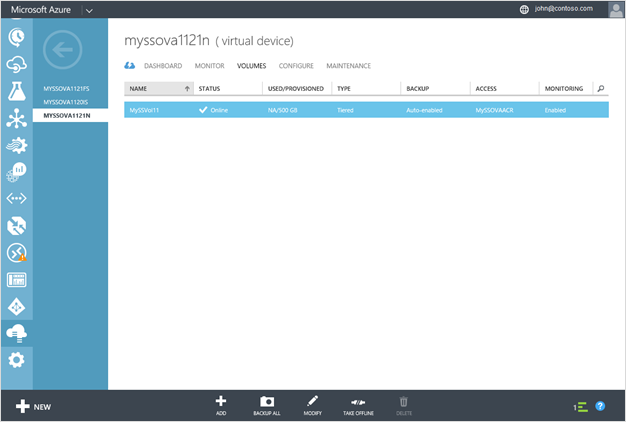 Microsoft Azure
john@contoso.com
myssova1121n ( virtual device)
DASHBOARD MONITOR VOLUMES CONFIGURE MAINTENANCE
MYSSOVA1121FS
MYSSOVA1120IS
MYSSOVA1121N
NAME STATUS USED/PROVISIONED TYPE BACKUP ACCESS MONITORING
MySSVol11 Online NA/500 GB Tiered Auto-enabled MySSOVAACR Enabled
NEW
ADD BACKUP ALL MODIFY TAKE OFFLINE DELETE
1 ?